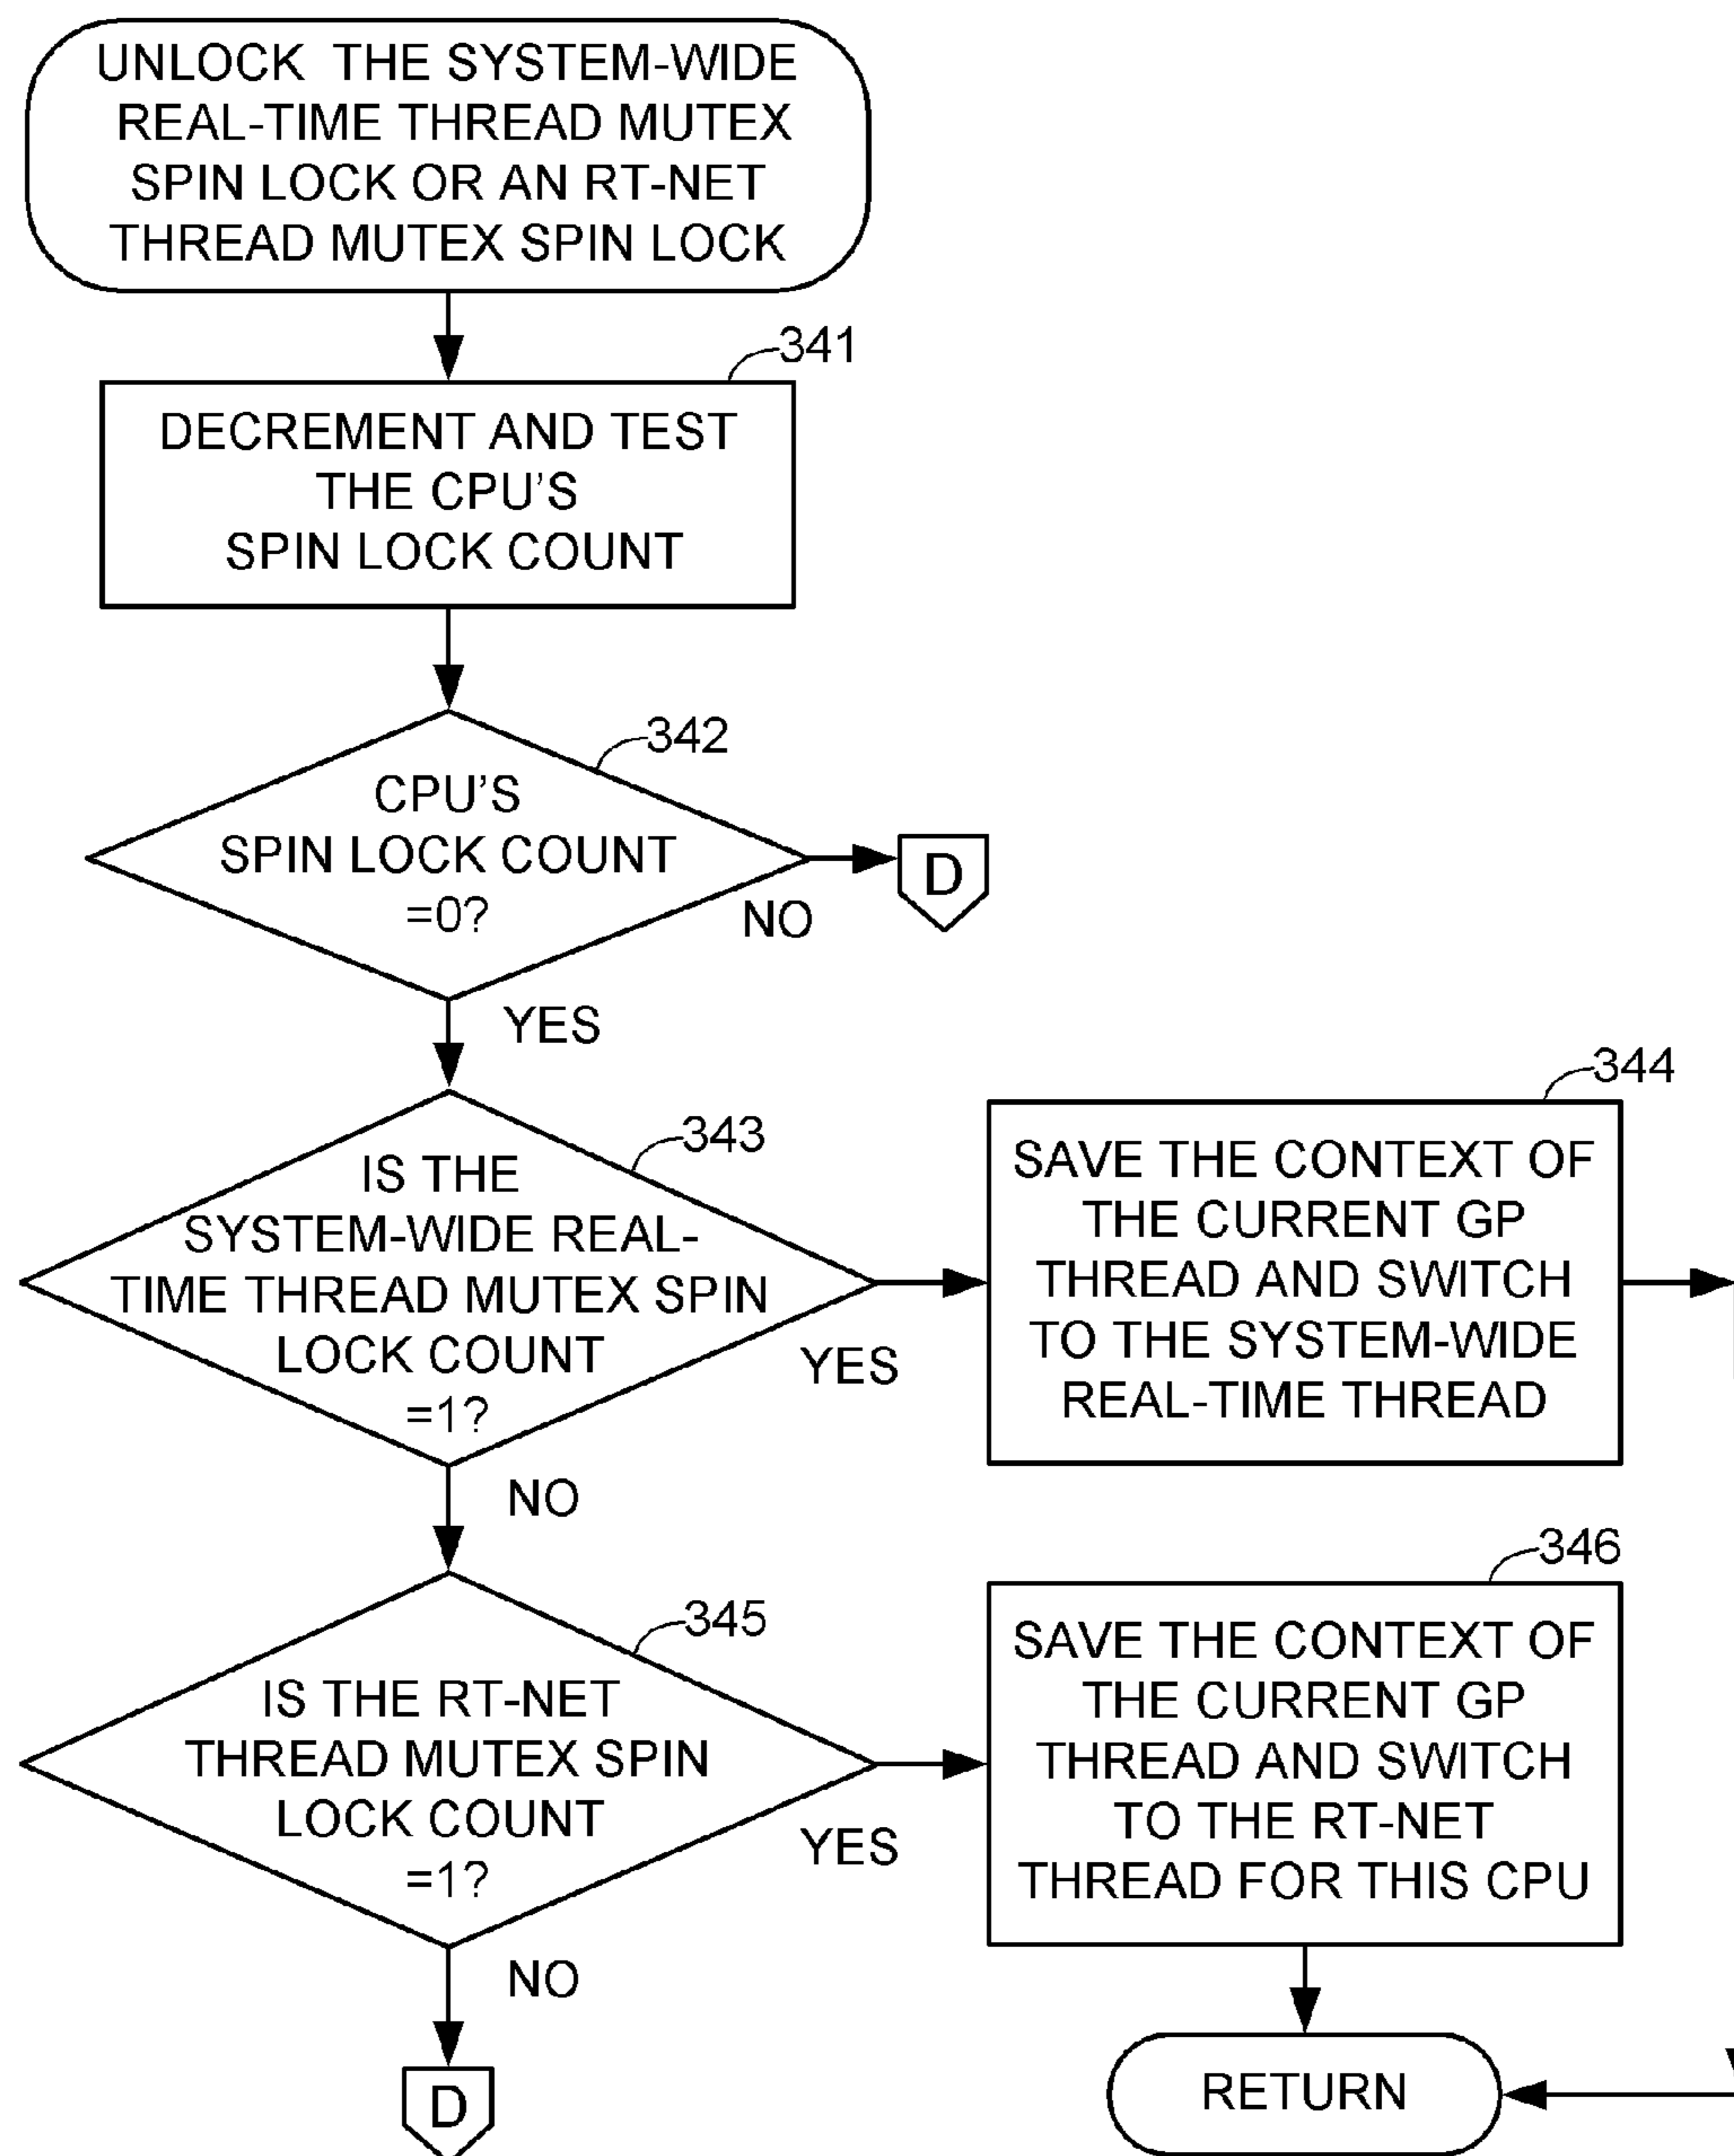 UNLOCK THE SYSTEM-WIDE
REAL-TIME THREAD MUTEX
SPIN LOCK OR AN RT-NET
THREAD MUTEX SPIN LOCK
341
DECREMENT AND TEST
THE CPU'S
SPIN LOCK COUNT
342
CPU'S
SPIN LOCK COUNT
=0?
D
NO
YES
343
IS THE
SYSTEM-WIDE REAL-
TIME THREAD MUTEX SPIN
LOCK COUNT
=1?
YES
344
SAVE THE CONTEXT OF
THE CURRENT GP
THREAD AND SWITCH
TO THE SYSTEM-WIDE
REAL-TIME THREAD
NO
345
IS THE RT-NET
THREAD MUTEX SPIN
LOCK COUNT
=1?
YES
346
SAVE THE CONTEXT OF
THE CURRENT GP
THREAD AND SWITCH
TO THE RT-NET
THREAD FOR THIS CPU
NO
D
RETURN